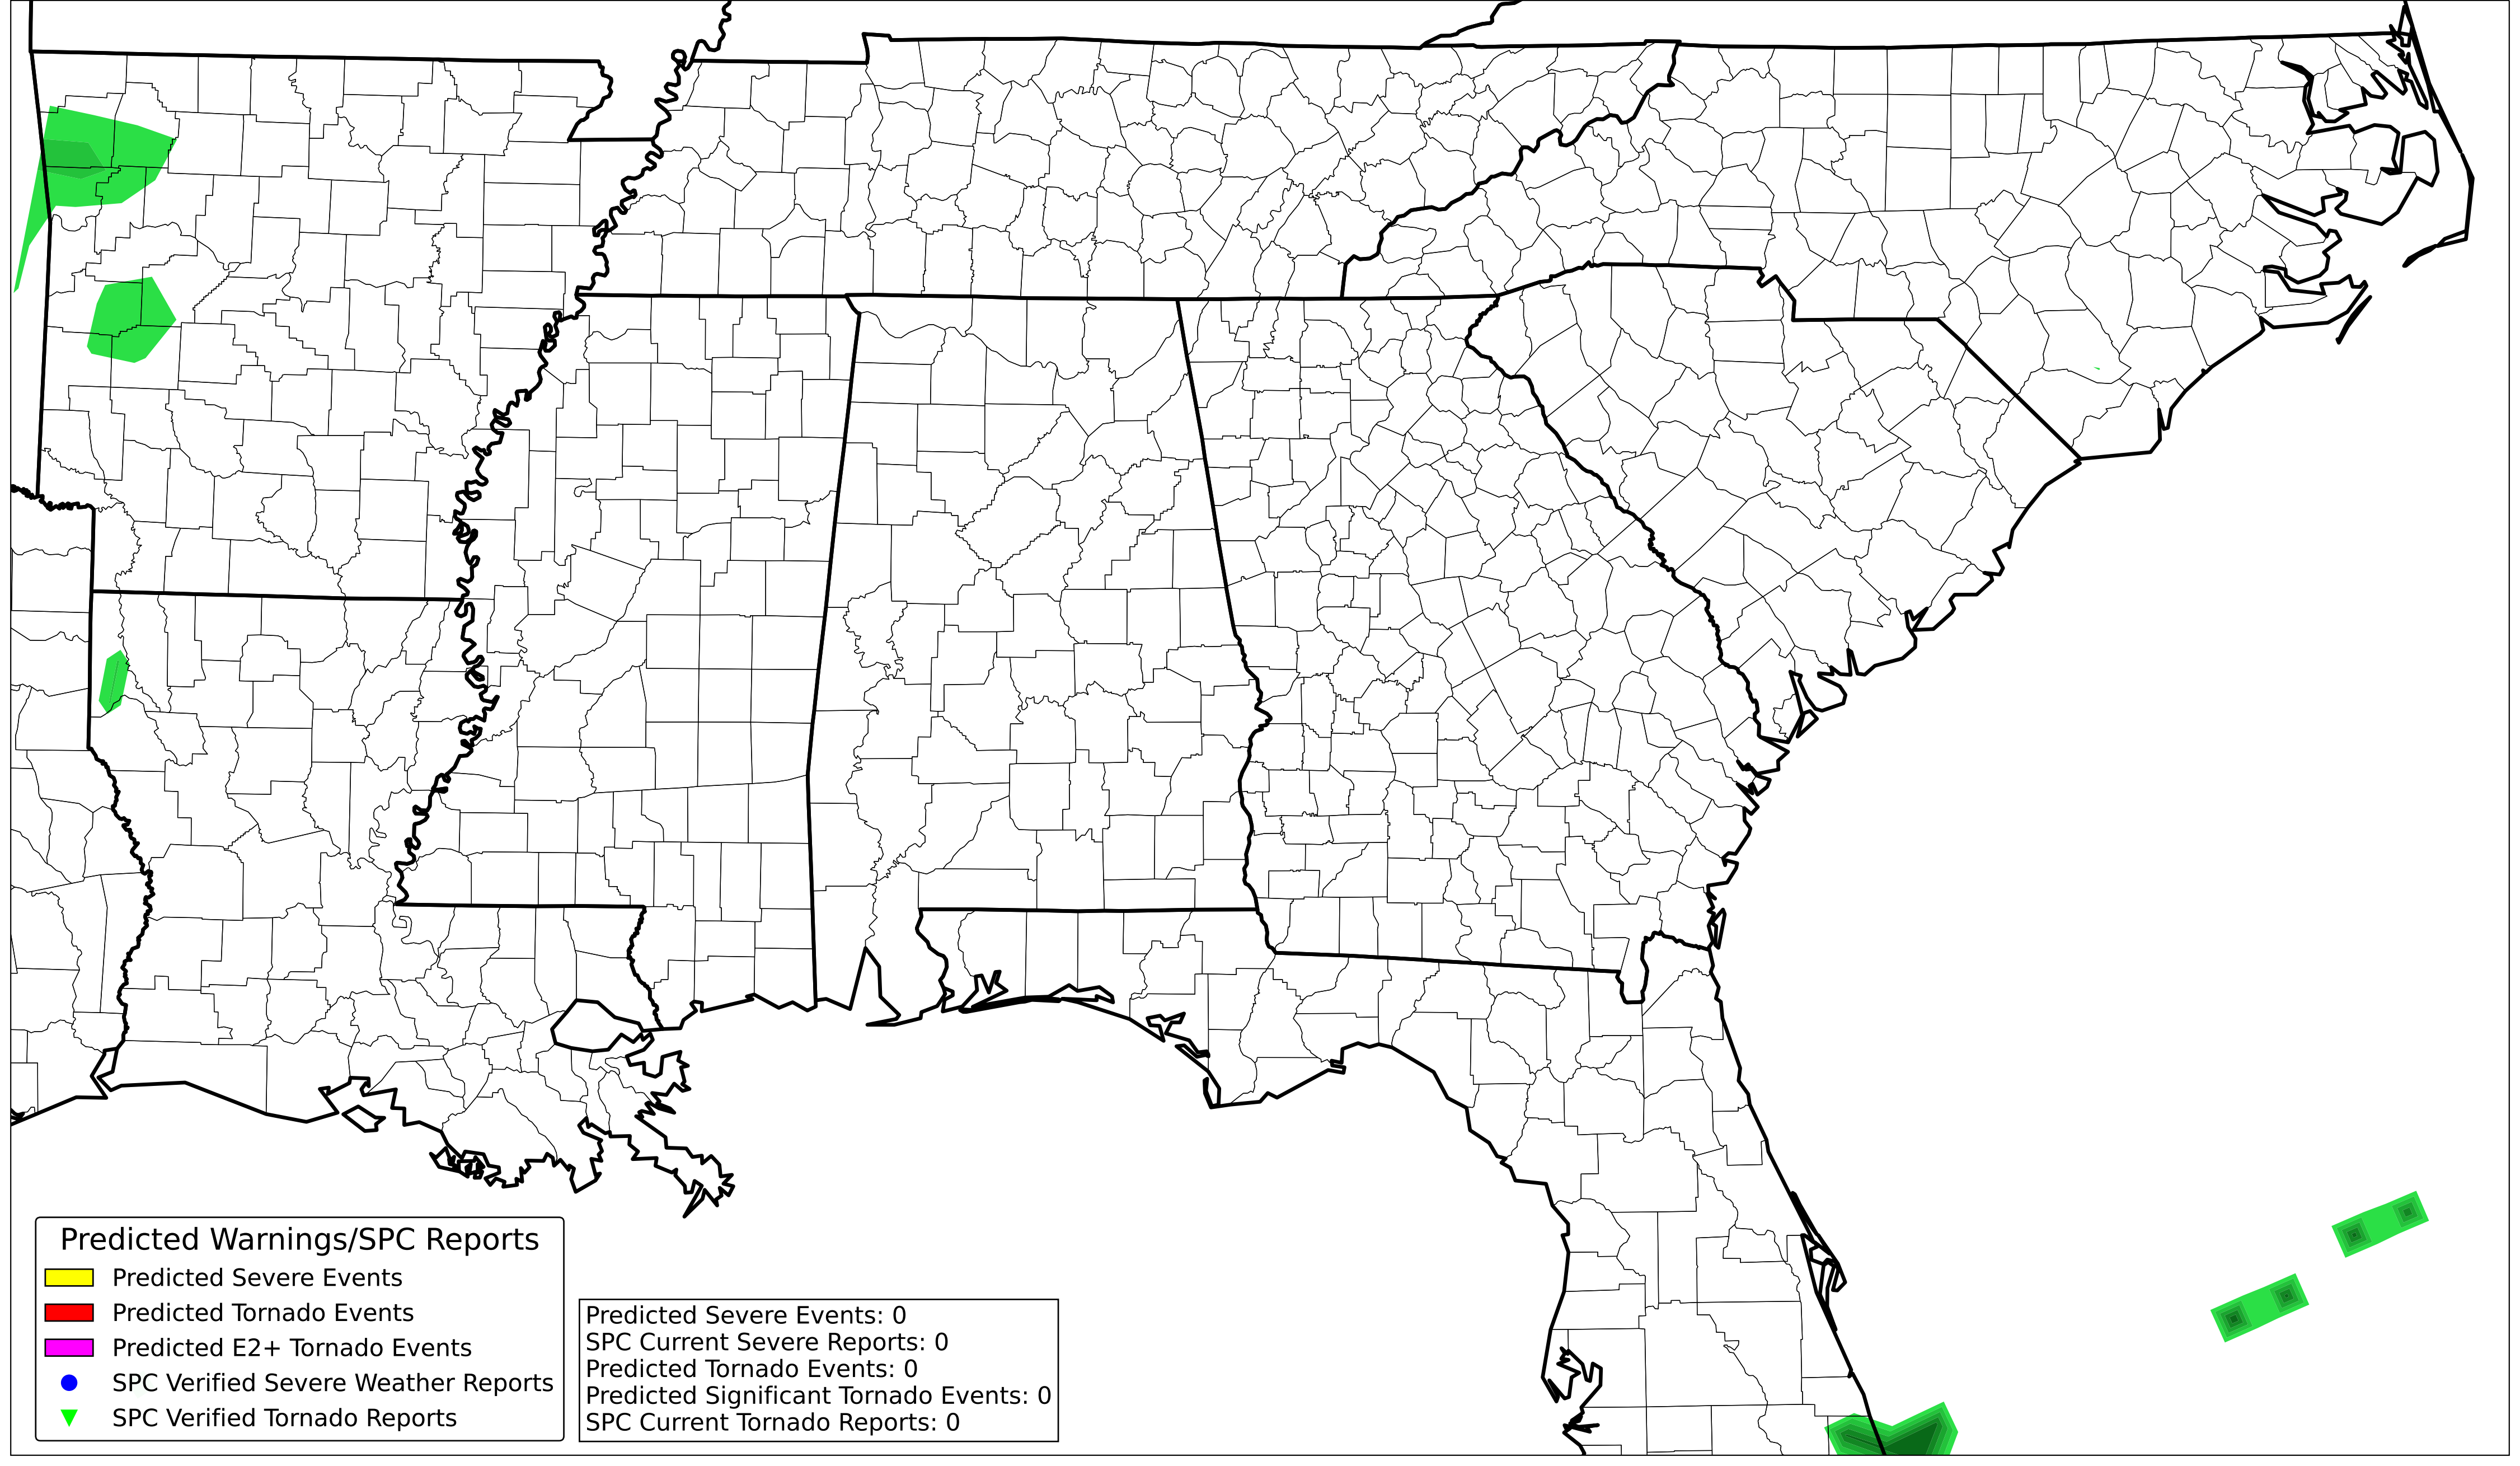 Predicted Warnings/SPC Reports
Predicted Severe Events
Predicted Tornado Events
Predicted E2+ Tornado Events
SPC Verified Severe Weather Reports
SPC Verified Tornado Reports
Predicted Severe Events: 0
SPC Current Severe Reports: 0
Predicted Tornado Events: 0
Predicted Significant Tornado Events: 0
SPC Current Tornado Reports: 0